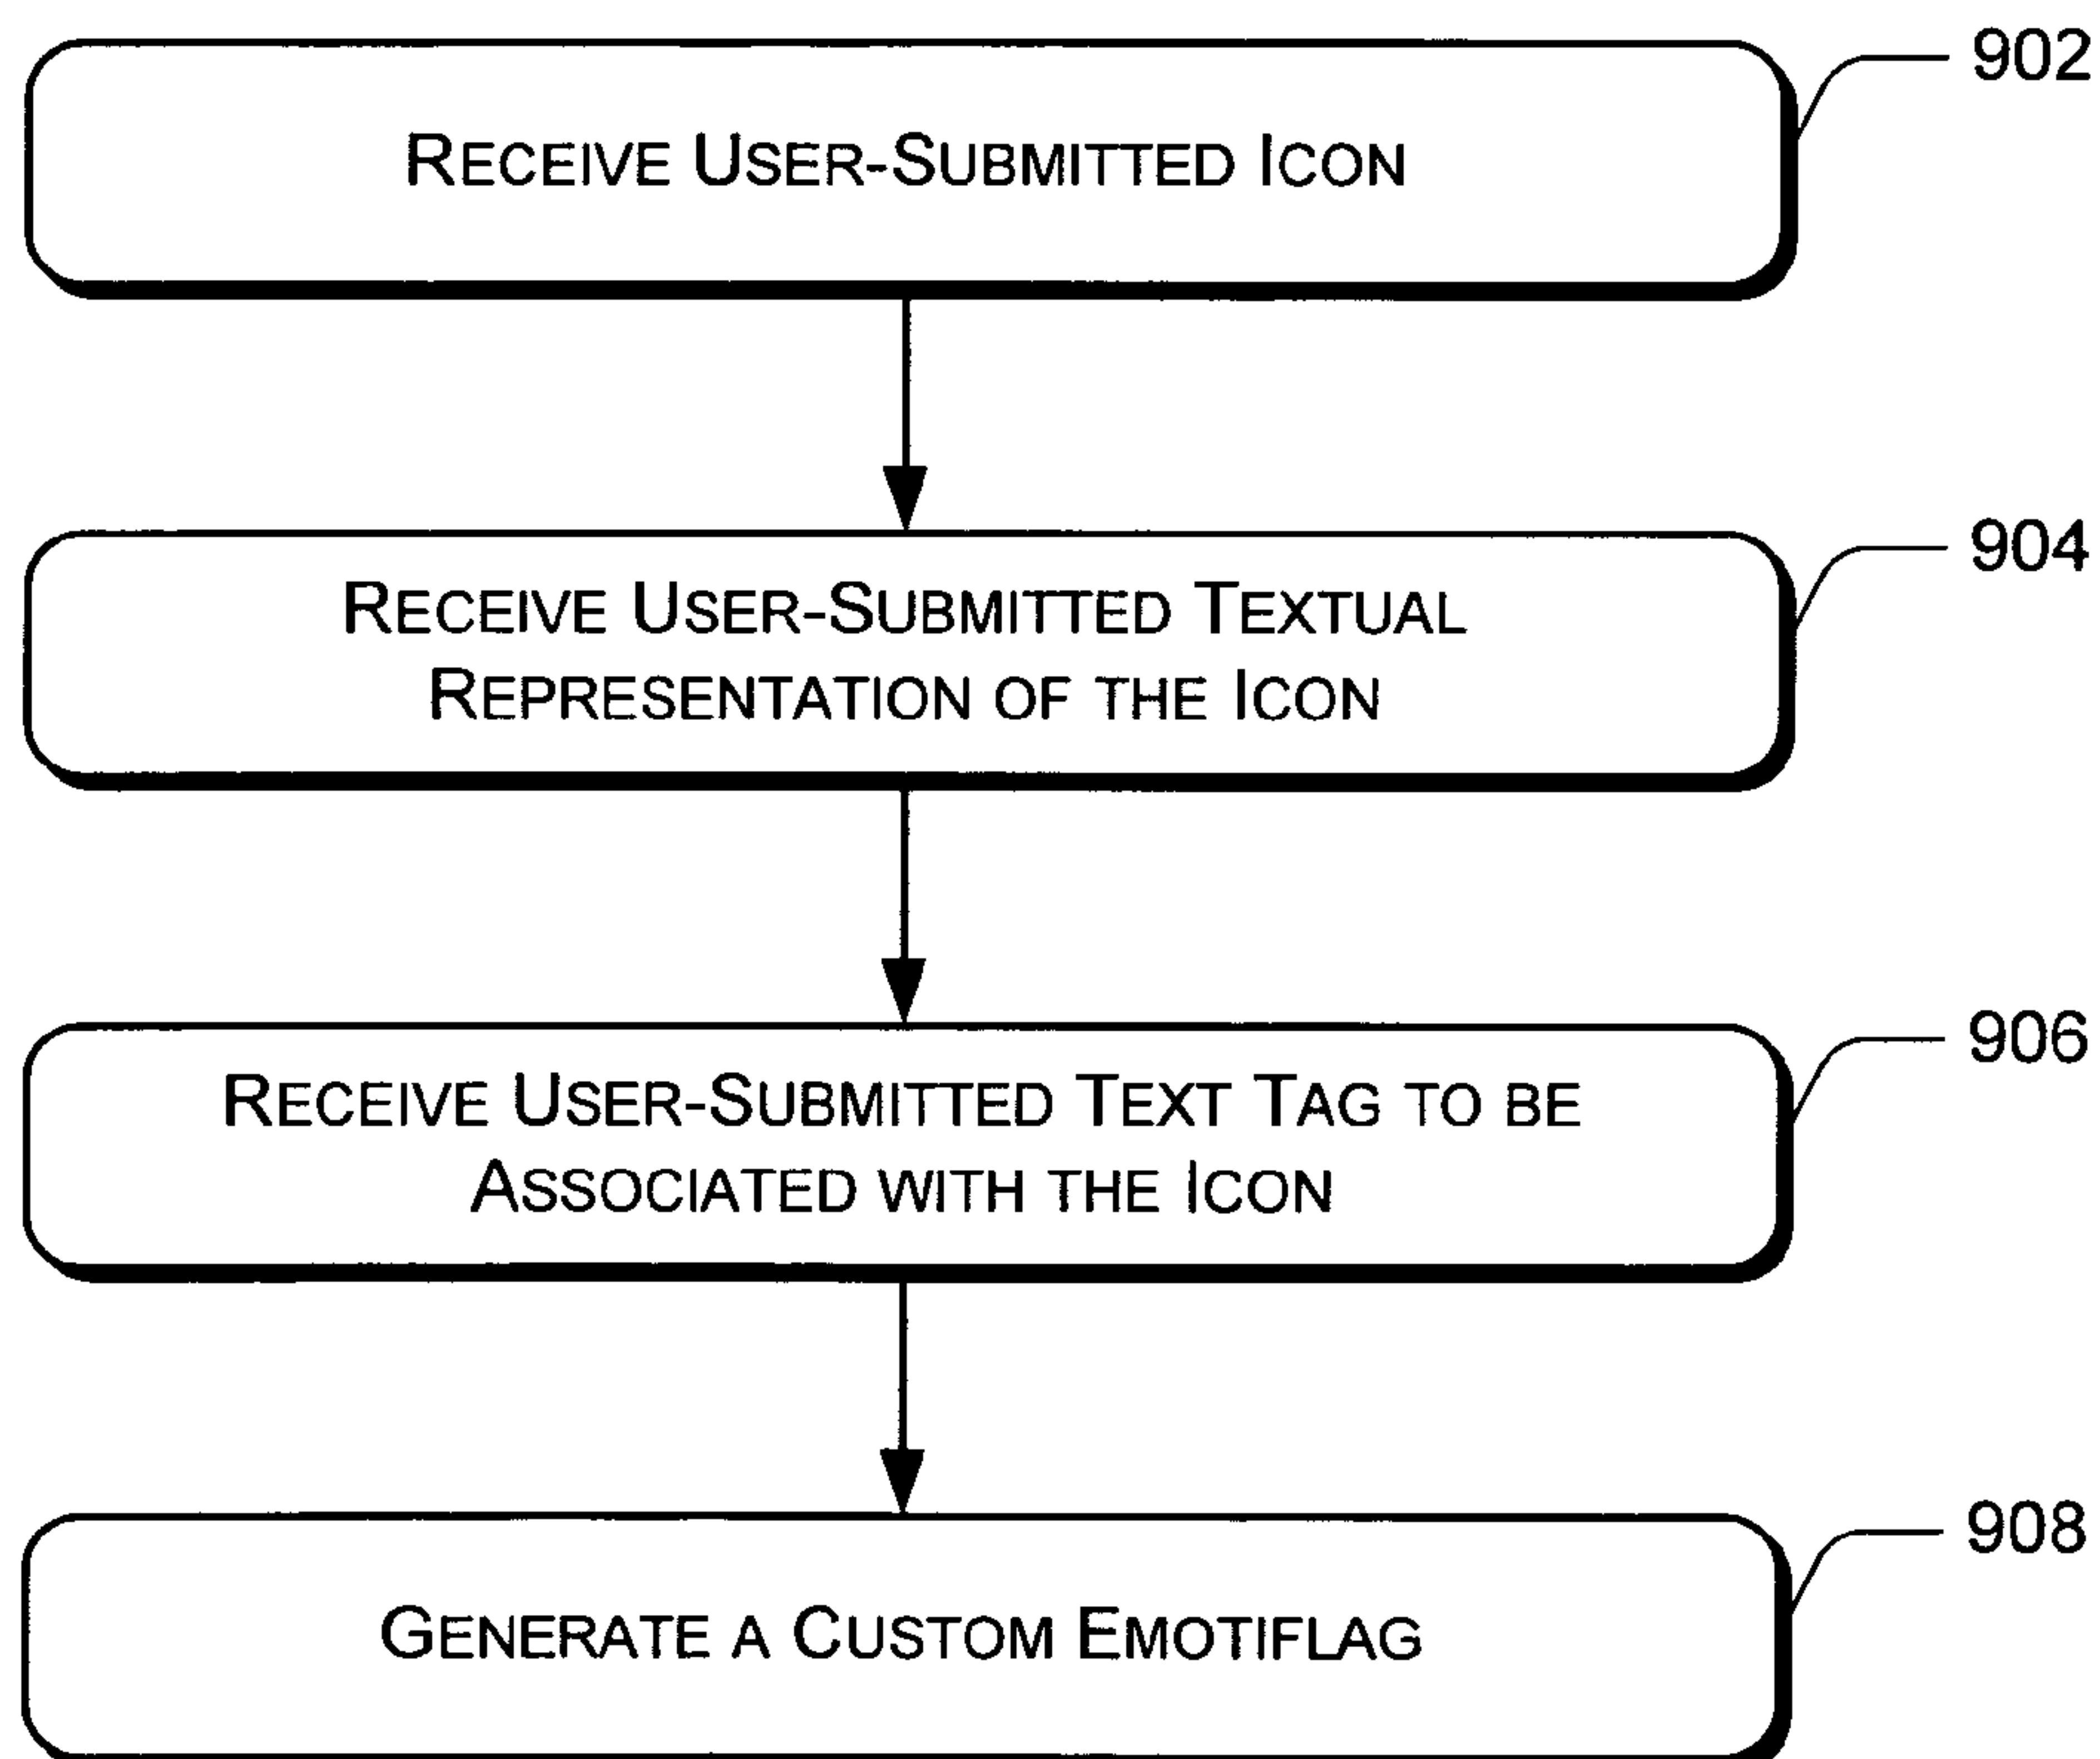 902
RECEIVE USER-SUBMITTED ICON
904
RECEIVE USER-SUBMITTED TEXTUAL
REPRESENTATION OF THE ICON
906
RECEIVE USER-SUBMITTED TEXT TAG TO BE
ASSOCIATED WITH THE ICON
908
GENERATE A CUSTOM EMOTIFLAG